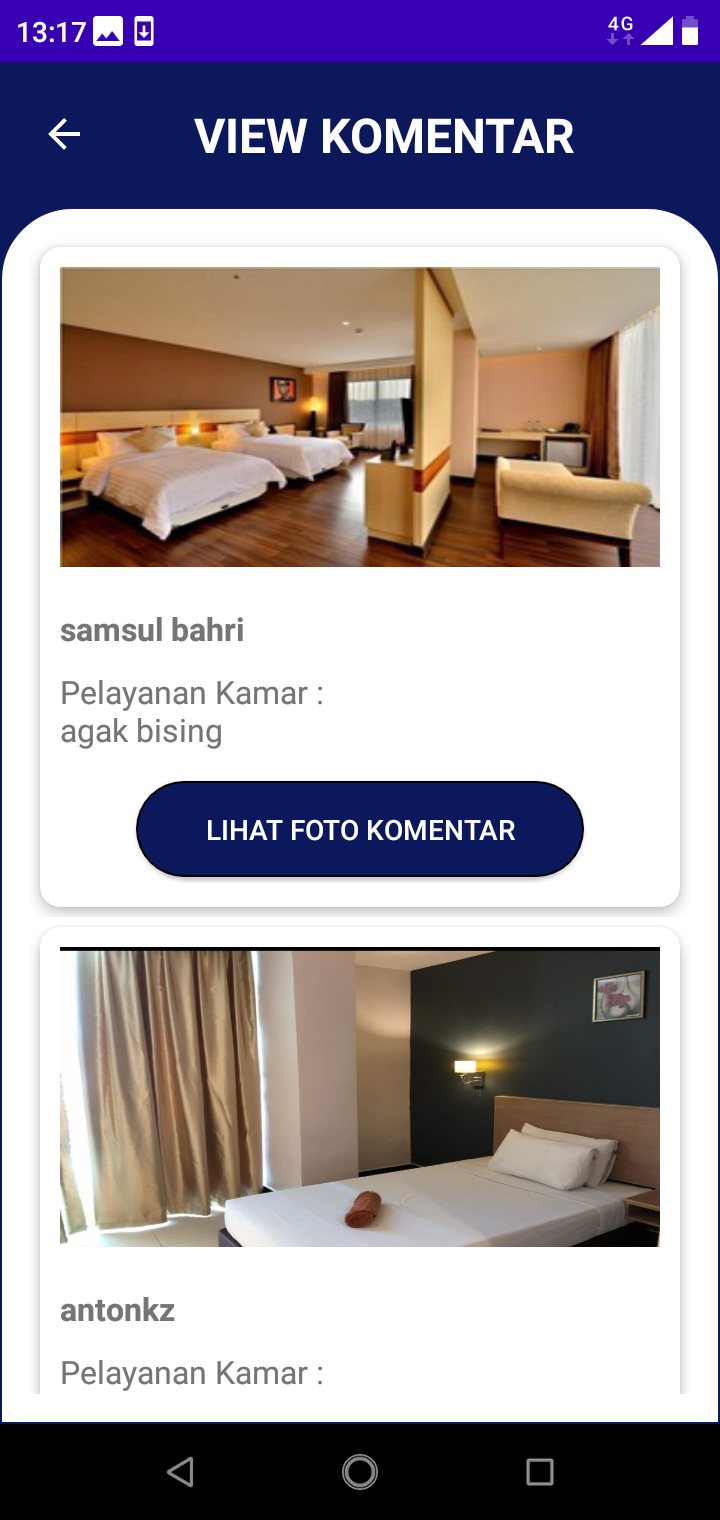 13:17
4G
VIEW KOMENTAR
samsul bahri
Pelayanan Kamar :
agak bising
LIHAT FOTO KOMENTAR
antonkz
Pelayanan Kamar :